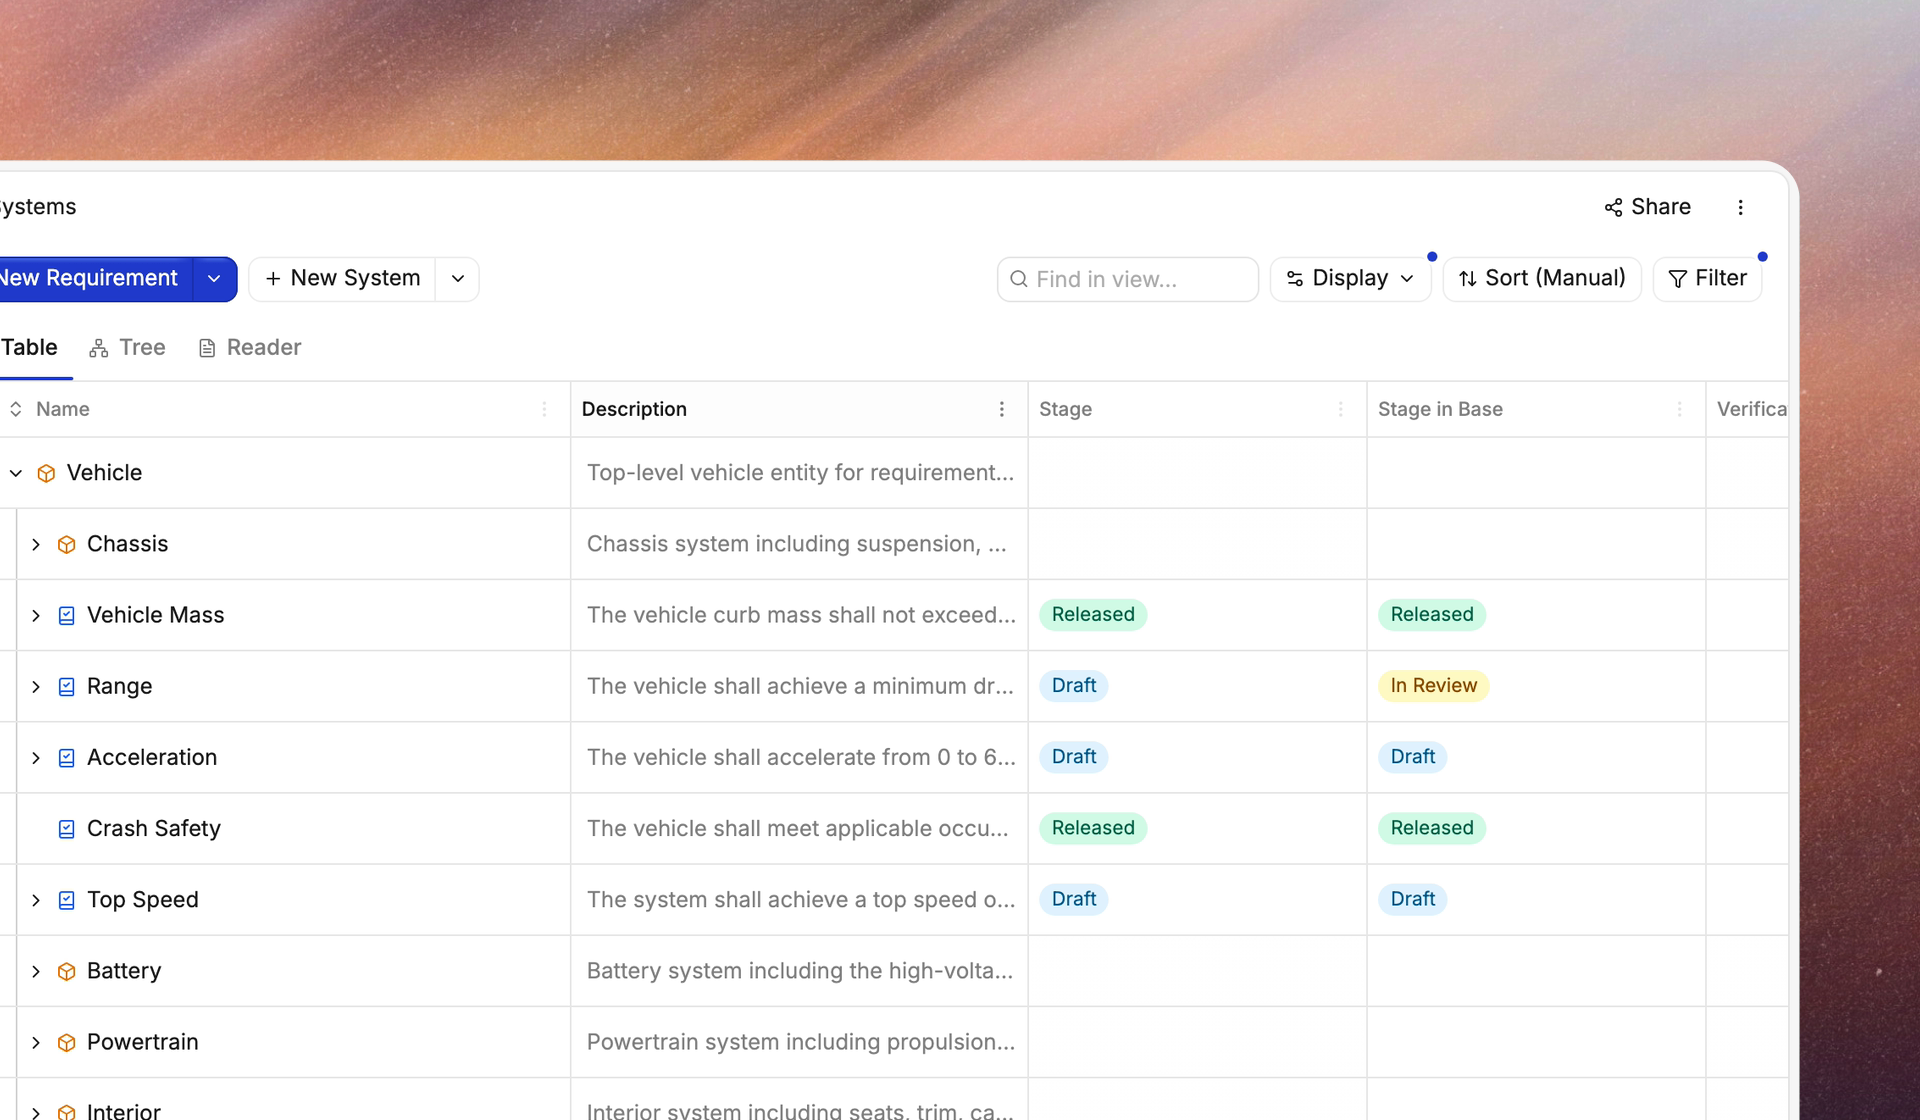 Systems
Share
New Requirement
+ New System
Find in view...
Display
Sort (Manual)
Filter
Table
Tree
Reader
Name
Description
Stage
Stage in Base
Verifica
Vehicle
Top-level vehicle entity for requirement...
Chassis
Chassis system including suspension, ...
Vehicle Mass
The vehicle curb mass shall not exceed...
Released
Released
Range
The vehicle shall achieve a minimum dr...
Draft
In Review
Acceleration
The vehicle shall accelerate from 0 to 6...
Draft
Draft
Crash Safety
The vehicle shall meet applicable occu...
Released
Released
Top Speed
The system shall achieve a top speed o...
Draft
Draft
Battery
Battery system including the high-volta...
Powertrain
Powertrain system including propulsion...
Interior
Interior system including seats, trim, ca...